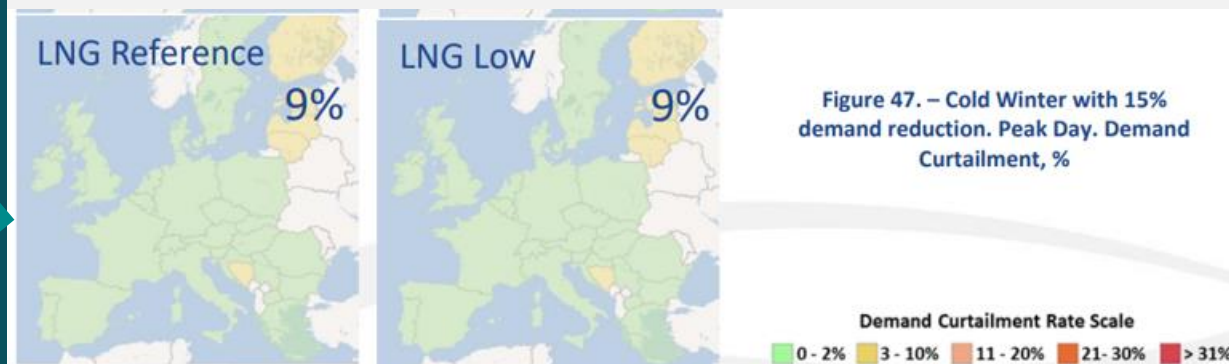 LNG Reference
9%
LNG Low
9%
Figure 47. – Cold Winter with 15%
demand reduction. Peak Day. Demand
Curtailment, %
Demand Curtailment Rate Scale
0 - 2% 3 - 10% 11 - 20% 21- 30% > 31%